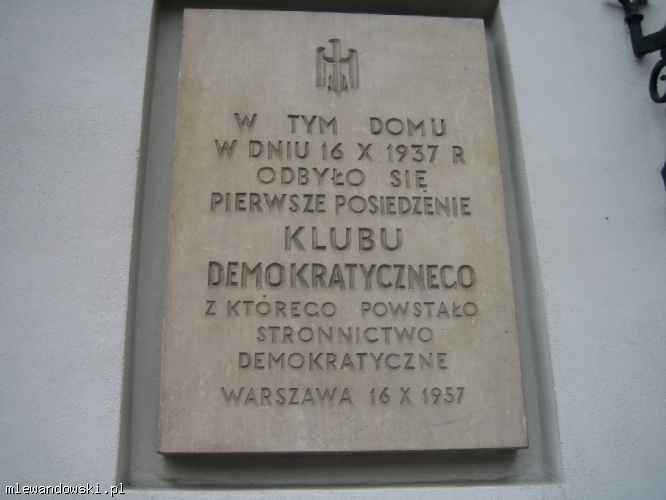 W TYM DOMU
W DNIU 16 X 1937 R
ODBYŁO SIĘ
PIERWSZE POSIEDZENIE
KLUBU
DEMOKRATYCZNEGO
Z KTÓREGO POWSTAŁO
STRONNICTWO
DEMOKRATYCZNE
WARSZAWA 16 X 1957
mlewandowski.pl